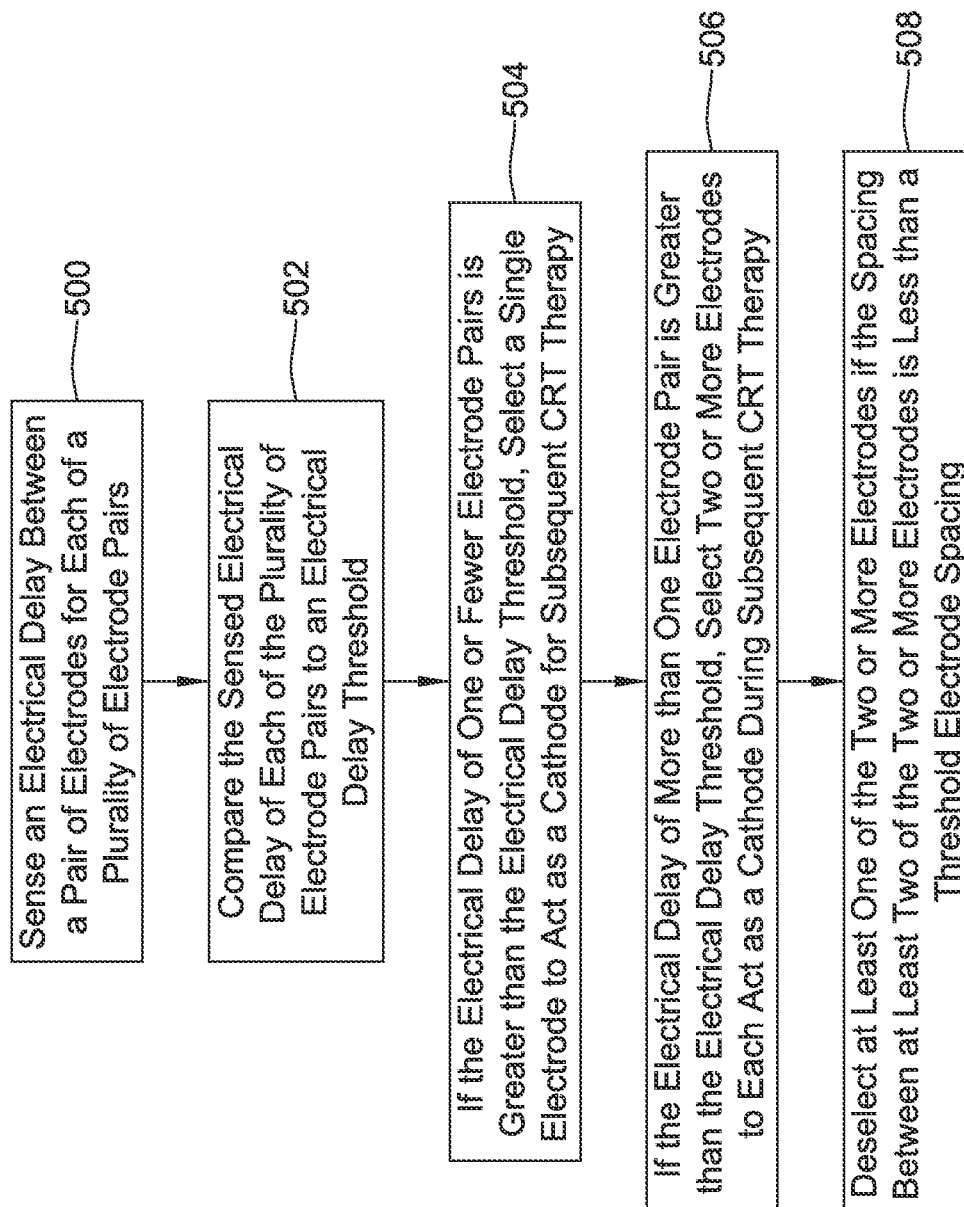 Sense an Electrical Delay Between
a Pair of Electrodes for Each of a
Plurality of Electrode Pairs
500
Compare the Sensed Electrical
Delay of Each of the Plurality of
Electrode Pairs to an Electrical
Delay Threshold
502
If the Electrical Delay of One or Fewer Electrode Pairs is
Greater than the Electrical Delay Threshold, Select a Single
Electrode to Act as a Cathode for Subsequent CRT Therapy
504
If the Electrical Delay of More than One Electrode Pair is Greater
than the Electrical Delay Threshold, Select Two or More Electrodes
to Each Act as a Cathode During Subsequent CRT Therapy
506
Deselect at Least One of the Two or More Electrodes if the Spacing
Between at Least Two of the Two or More Electrodes is Less than a
Threshold Electrode Spacing
508